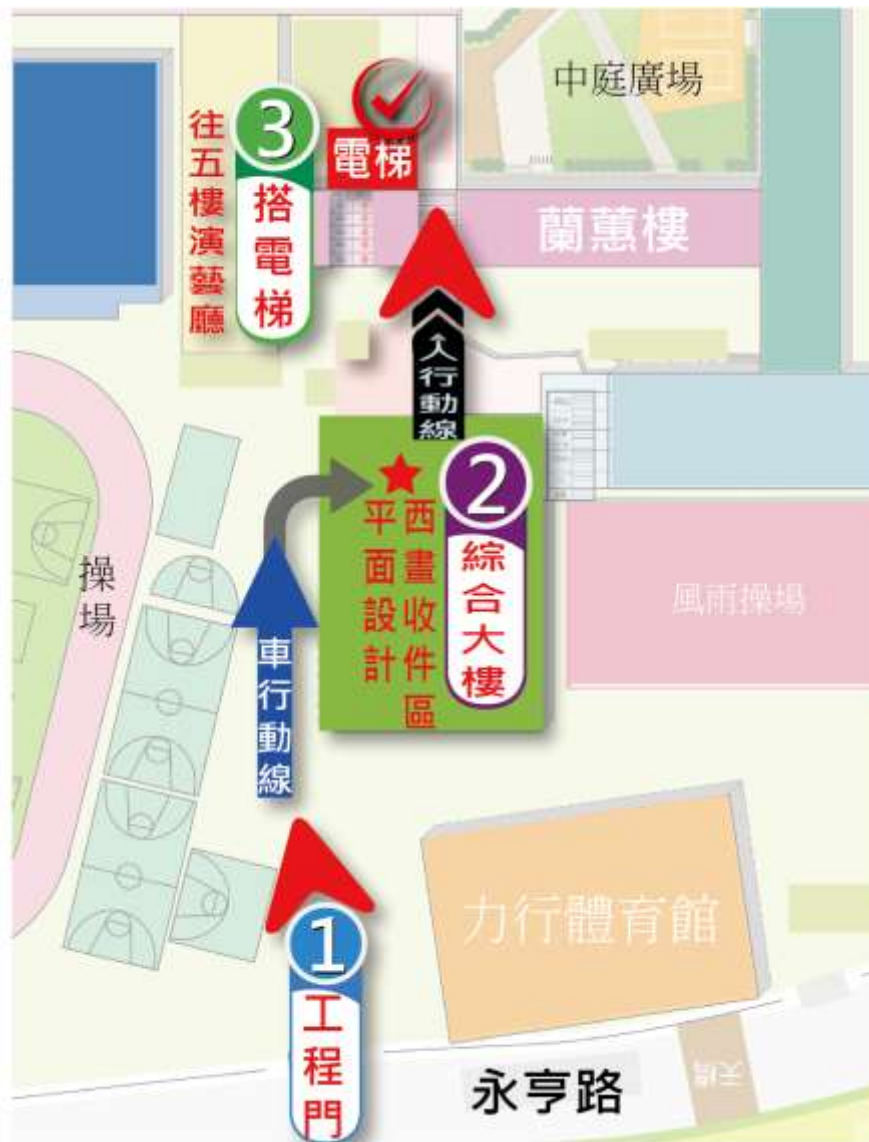 中庭廣場
3
搭電梯
往五樓演藝廳
電梯
蘭蕙樓
人行動線
2
綜合大樓
西畫收件區
平面設計
操場
風雨操場
車行動線
力行體育館
1
工程門
永亨路
天橋